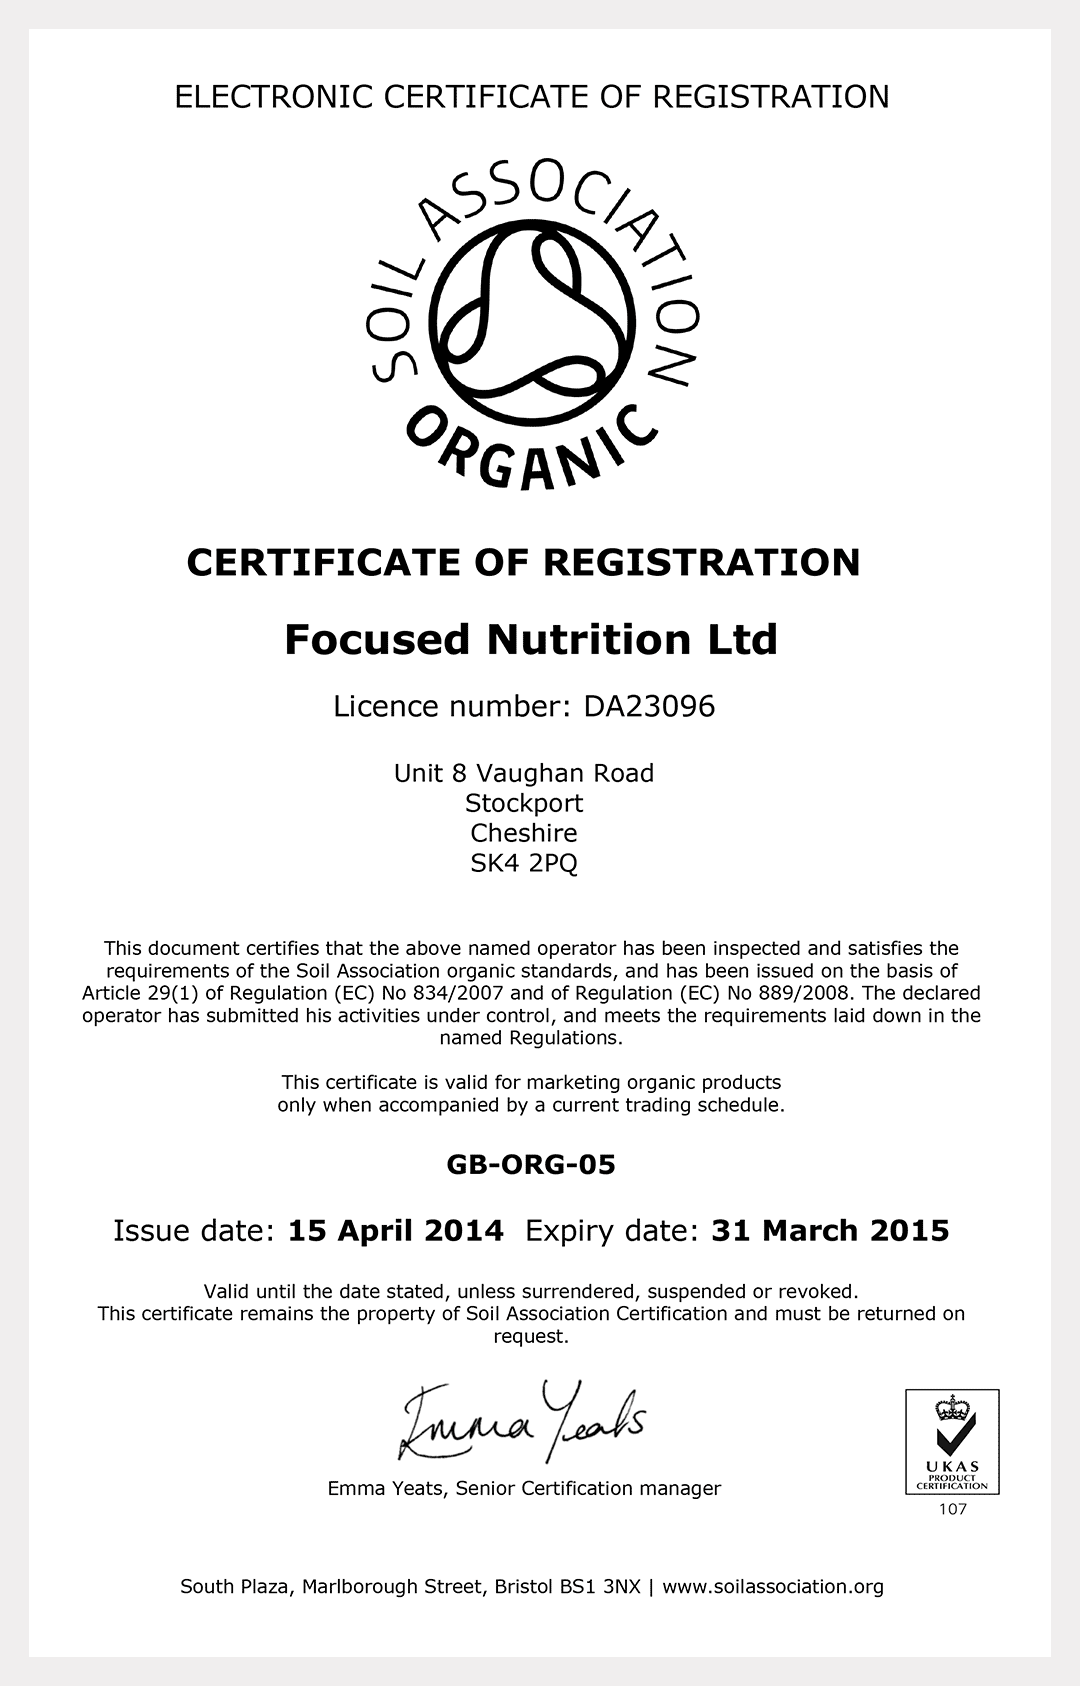 ELECTRONIC CERTIFICATE OF REGISTRATION
SOIL ASSOCIATION
ORGANIC
CERTIFICATE OF REGISTRATION
Focused Nutrition Ltd
Licence number: DA23096
Unit 8 Vaughan Road
Stockport
Cheshire
SK4 2PQ
This document certifies that the above named operator has been inspected and satisfies the
requirements of the Soil Association organic standards, and has been issued on the basis of
Article 29(1) of Regulation (EC) No 834/2007 and of Regulation (EC) No 889/2008. The declared
operator has submitted his activities under control, and meets the requirements laid down in the
named Regulations.
This certificate is valid for marketing organic products
only when accompanied by a current trading schedule.
GB-ORG-05
Issue date: 15 April 2014 Expiry date: 31 March 2015
Valid until the date stated, unless surrendered, suspended or revoked.
This certificate remains the property of Soil Association Certification and must be returned on
request.
Emma Yeats
Emma Yeats, Senior Certification manager
UKAS
PRODUCT
CERTIFICATION
107
South Plaza, Marlborough Street, Bristol BS1 3NX | www.soilassociation.org